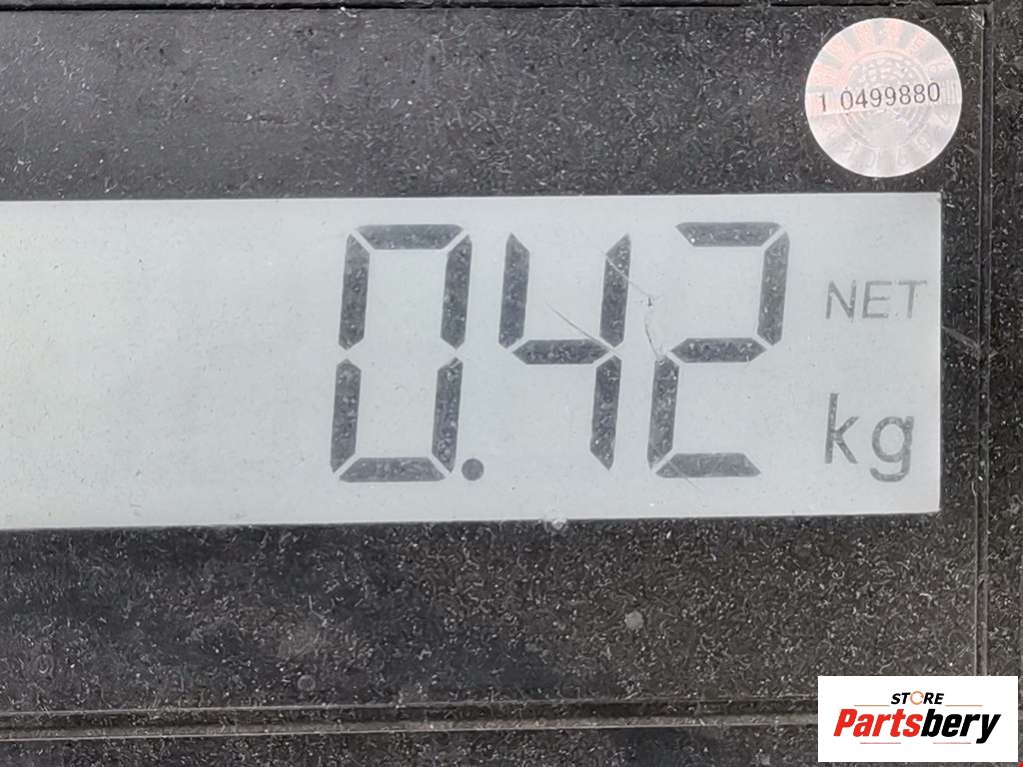 1 0499880
0.42
NET
kg
STORE
Partsbery